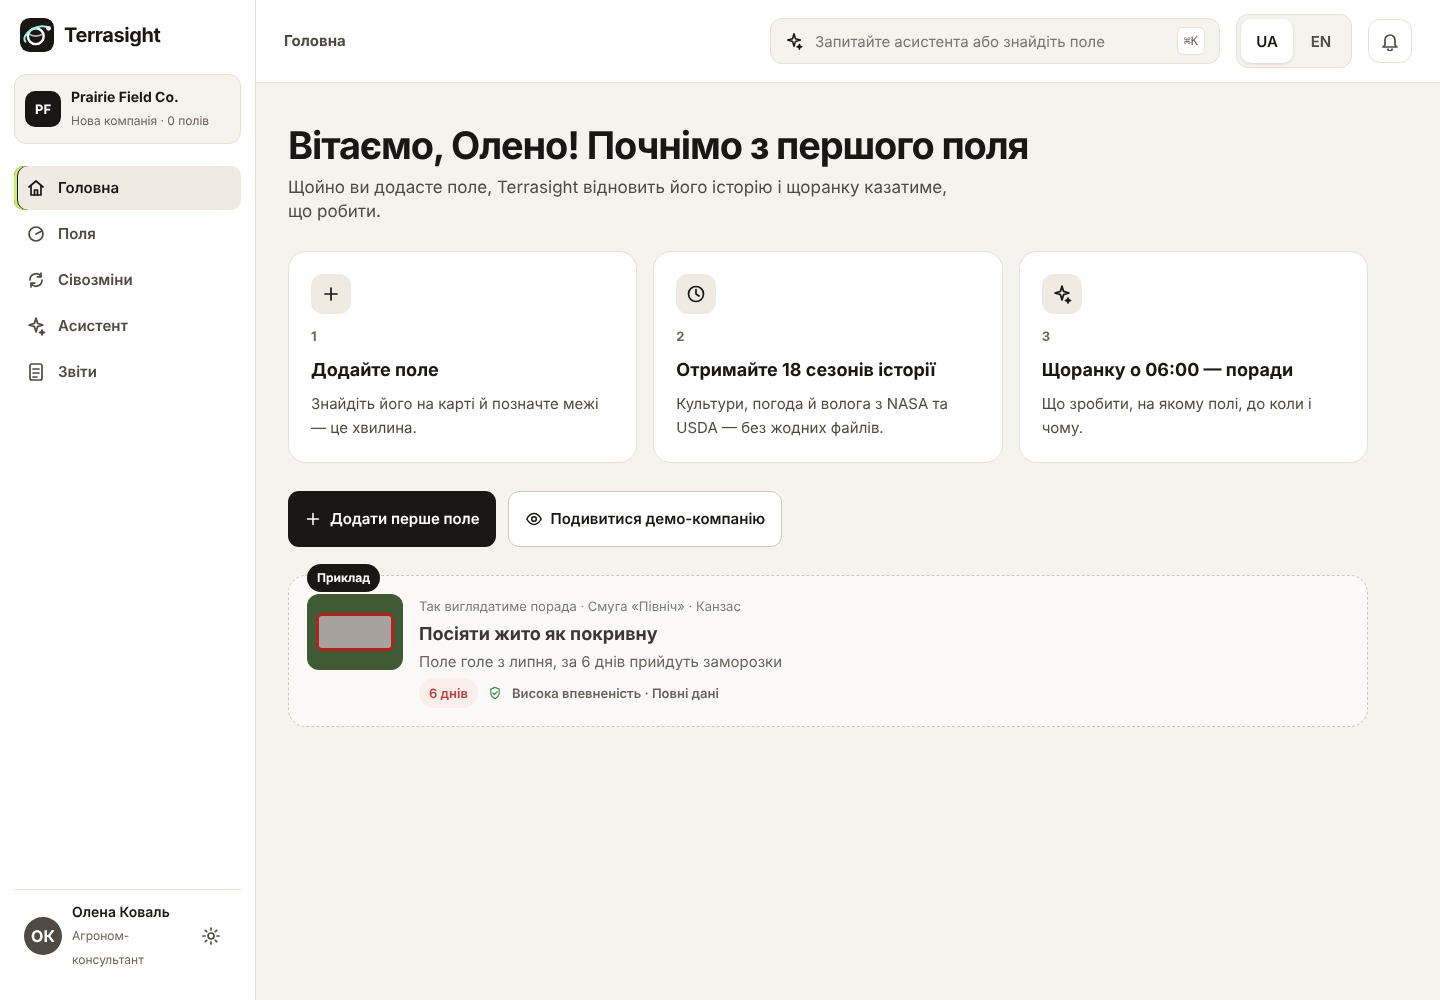 Terrasight
PF
Prairie Field Co.
Нова компанія · 0 полів
Головна
Поля
Сівозміни
Асистент
Звіти
ОК
Олена Коваль
Агроном-
консультант
Головна
Запитайте асистента або знайдіть поле
⌘K
UA
EN
Вітаємо, Олено! Почнімо з першого поля
Щойно ви додасте поле, Terrasight відновить його історію і щоранку казатиме,
що робити.
1
Додайте поле
Знайдіть його на карті й позначте межі
— це хвилина.
2
Отримайте 18 сезонів історії
Культури, погода й волога з NASA та
USDA — без жодних файлів.
3
Щоранку о 06:00 — поради
Що зробити, на якому полі, до коли і
чому.
Додати перше поле
Подивитися демо-компанію
Приклад
Так виглядатиме порада · Смуга «Північ» · Канзас
Посіяти жито як покривну
Поле голе з липня, за 6 днів прийдуть заморозки
6 днів
Висока впевненість · Повні дані